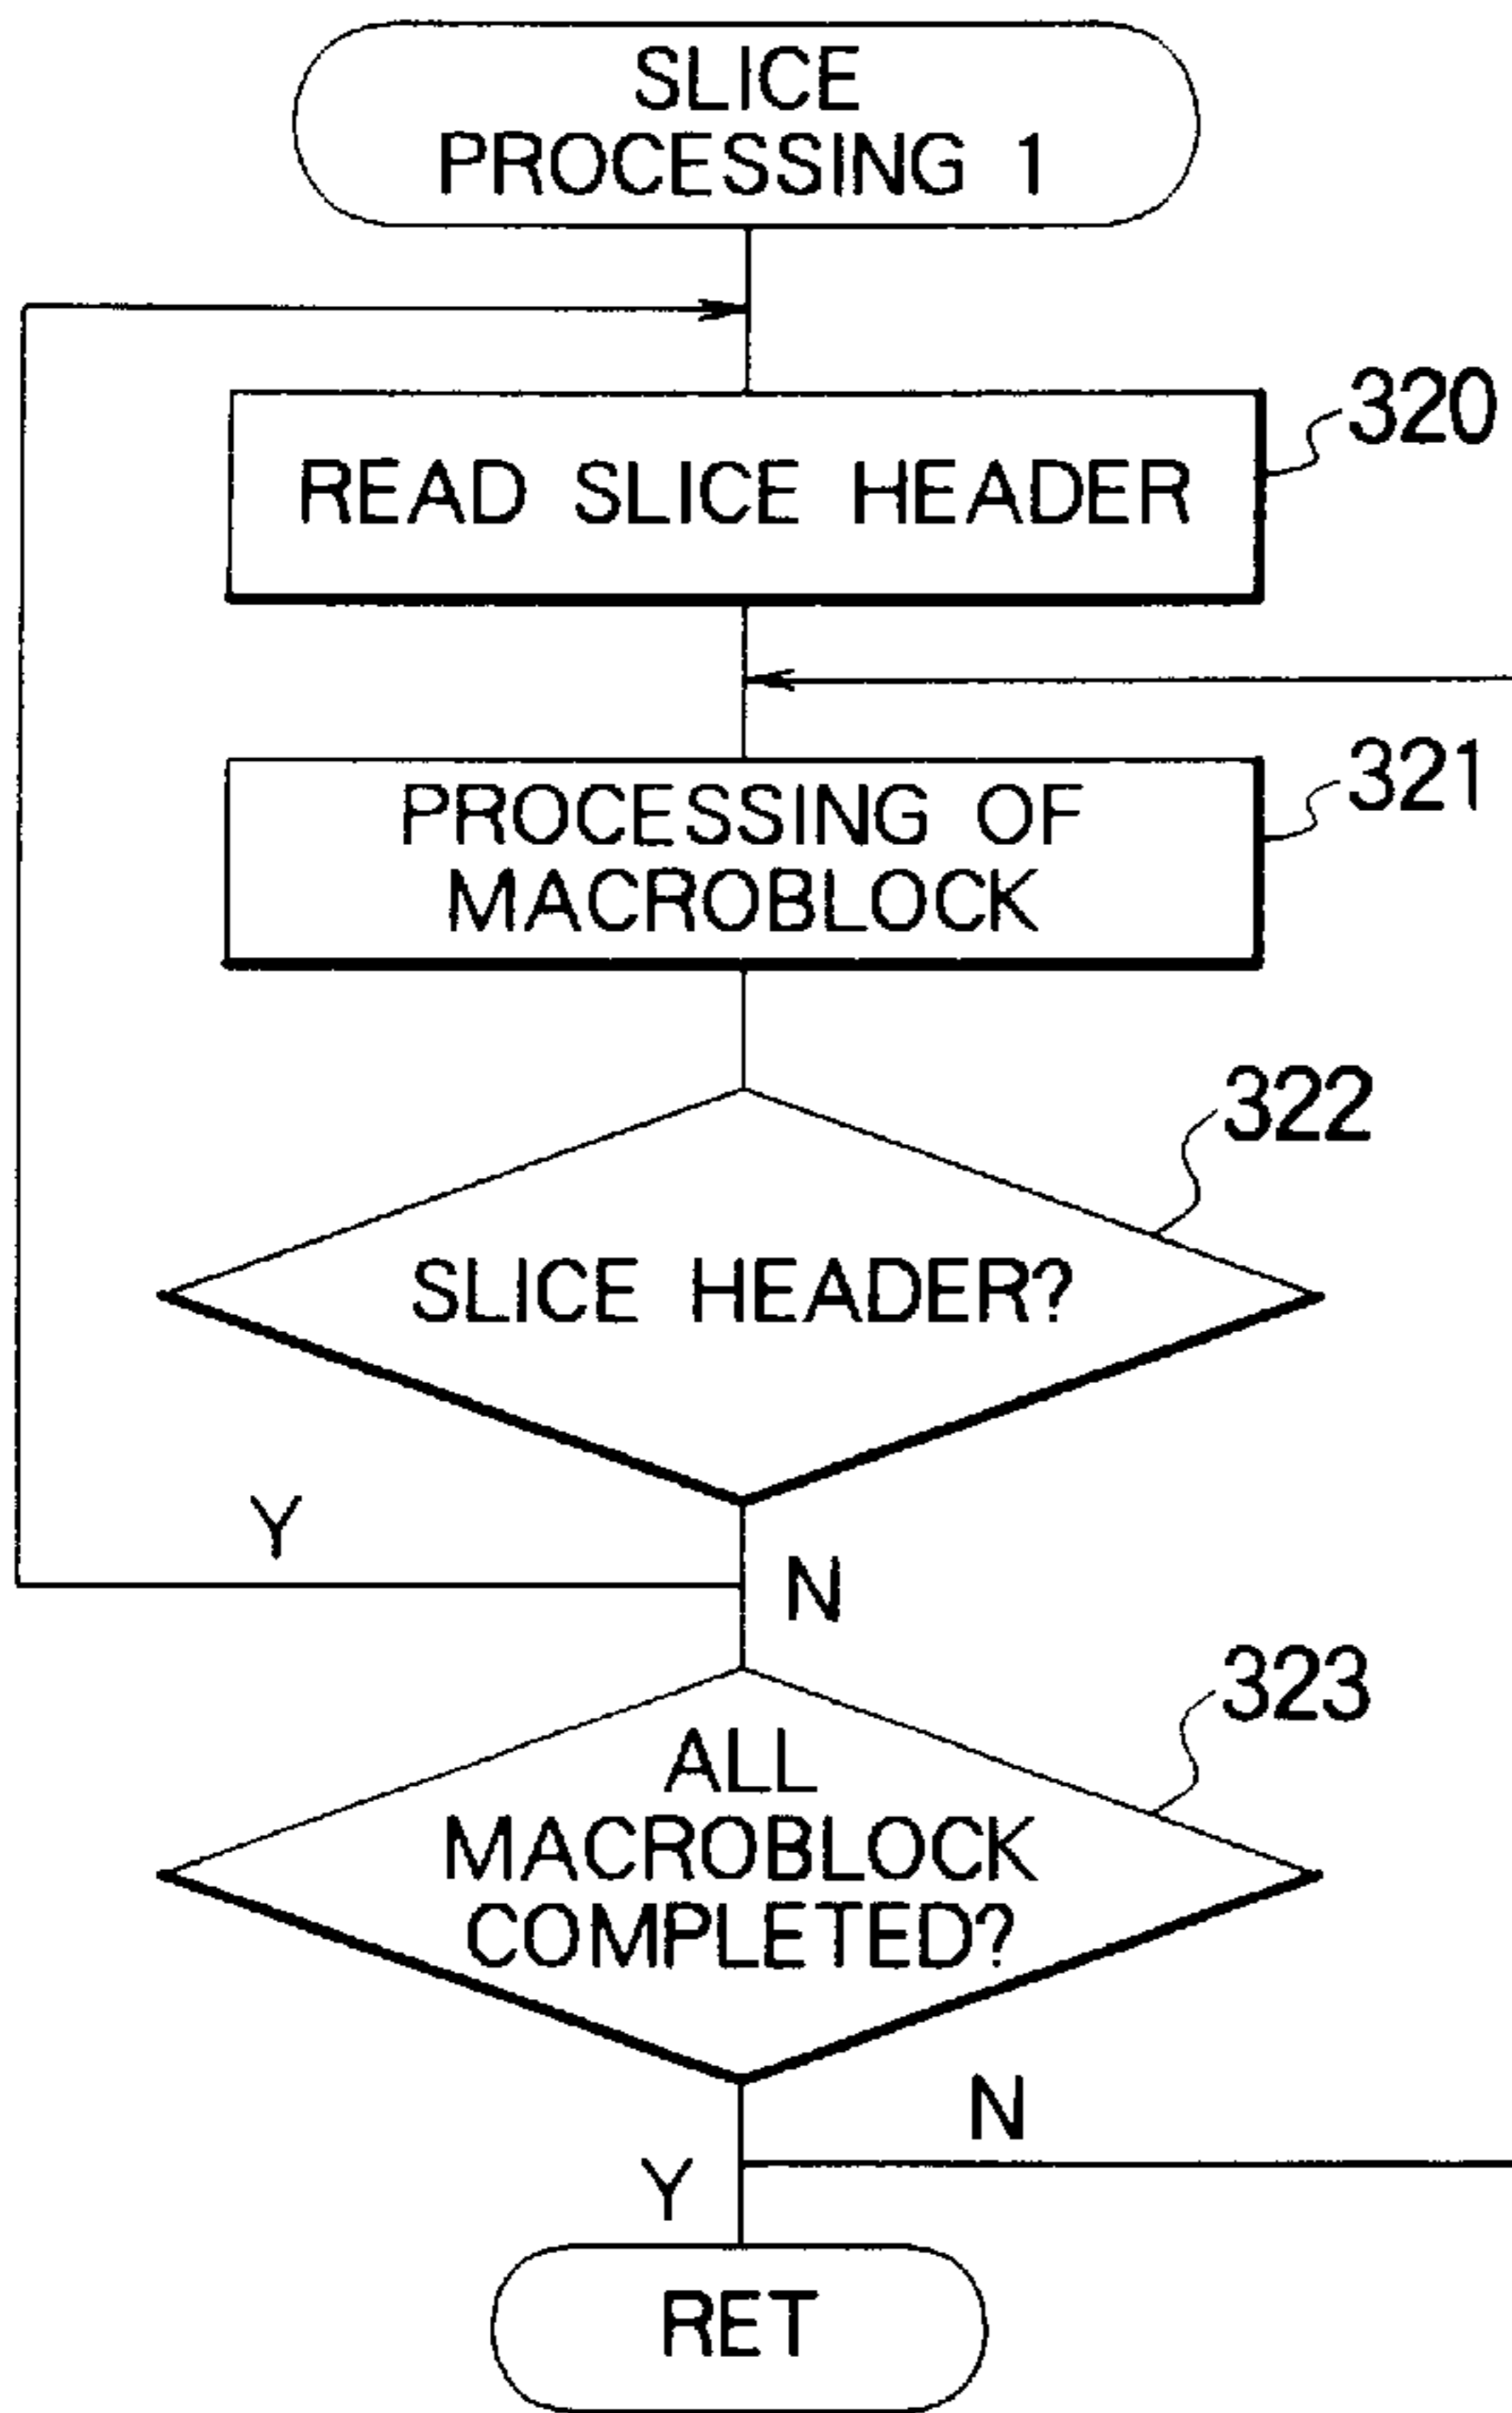 SLICE
PROCESSING 1
320
READ SLICE HEADER
321
PROCESSING OF
MACROBLOCK
322
SLICE HEADER?
Y
N
323
ALL
MACROBLOCK
COMPLETED?
N
Y
RET